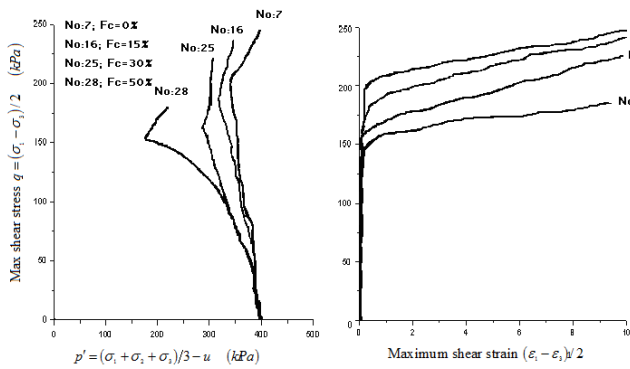 No:7; Fc=0%
No:16; Fc=15%
No:25; Fc=30%
No:28; Fc=50%
No:7
No:16
No:25
No:28
Max shear stress q=(σ₁−σ₃)/2 (kPa)
250
200
150
100
50
0
0 100 200 300 400 500
p′=(σ₁+σ₂+σ₃)/3−u (kPa)
250
200
150
100
50
0
No
0 2 4 6 8 10
Maximum shear strain (ε₁−ε₃)/2